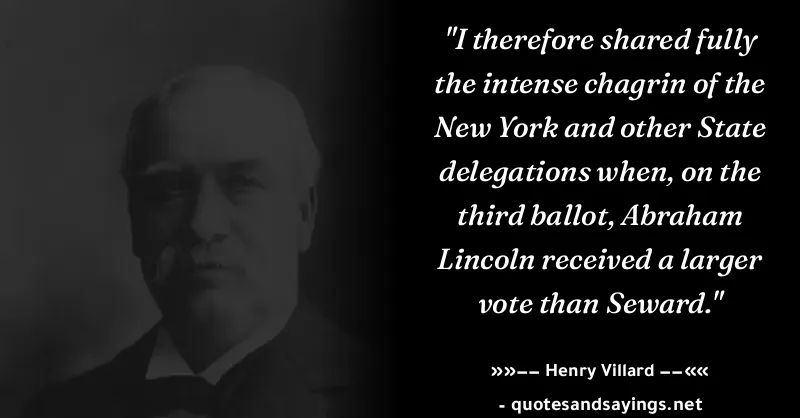 "I therefore shared fully
the intense chagrin of the
New York and other State
delegations when, on the
third ballot, Abraham
Lincoln received a larger
vote than Seward."
»»−− Henry Villard −−««
- quotesandsayings.net